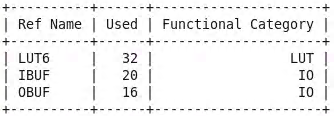 +----------+------+---------------------+
| Ref Name | Used | Functional Category |
+----------+------+---------------------+
| LUT6     |   32 |                 LUT |
| IBUF     |   20 |                  IO |
| OBUF     |   16 |                  IO |
+----------+------+---------------------+